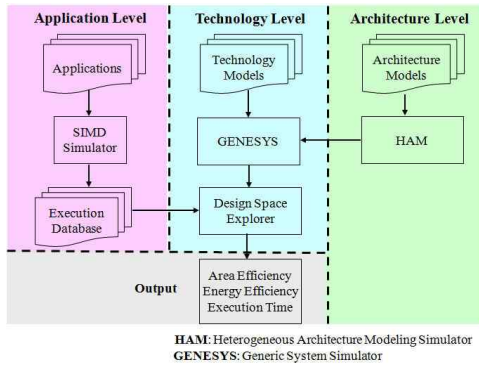 Application Level
Technology Level
Architecture Level
Applications
Technology
Models
Architecture
Models
SIMD
Simulator
GENESYS
HAM
Execution
Database
Design Space
Explorer
Output
Area Efficiency
Energy Efficiency
Execution Time
HAM: Heterogeneous Architecture Modeling Simulator
GENESYS: Generic System Simulator